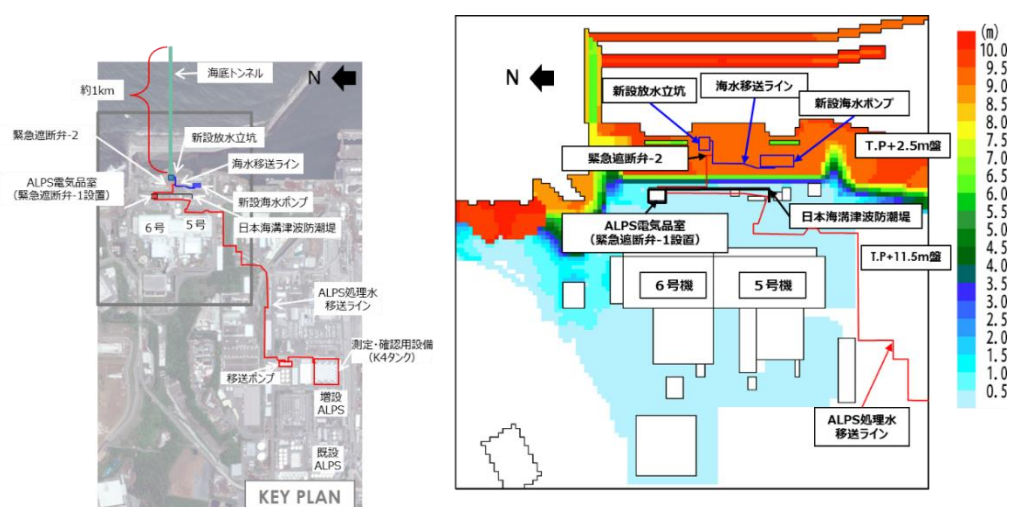 海底トンネル
N
約1km
緊急遮断弁-2
新設放水立坑
海水移送ライン
ALPS電気品室
(緊急遮断弁-1設置)
新設海水ポンプ
6号
5号
日本海溝津波防潮堤
ALPS処理水
移送ライン
測定・確認用設備
(K4タンク)
移送ポンプ
増設
ALPS
既設
ALPS
KEY PLAN
N
新設放水立坑
海水移送ライン
新設海水ポンプ
緊急遮断弁-2
T.P+2.5m盤
ALPS電気品室
(緊急遮断弁-1設置)
日本海溝津波防潮堤
T.P+11.5m盤
6号機
5号機
ALPS処理水
移送ライン
(m)
10.0
9.5
9.0
8.5
8.0
7.5
7.0
6.5
6.0
5.5
5.0
4.5
4.0
3.5
3.0
2.5
2.0
1.5
1.0
0.5